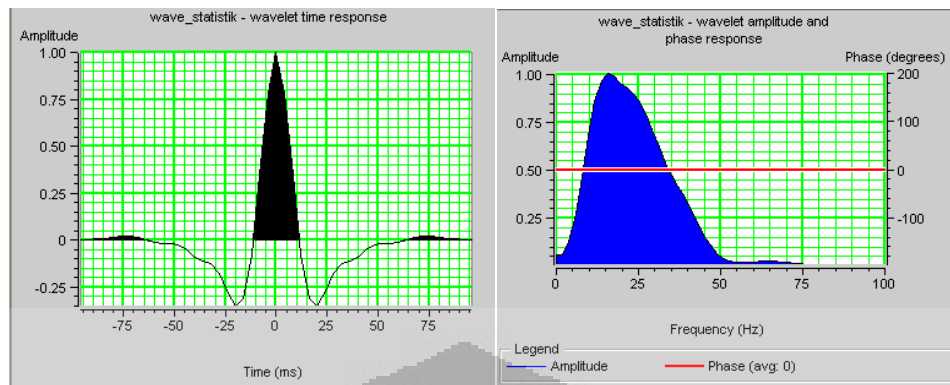 wave_statistik - wavelet time response
Amplitude
1.00
0.75
0.50
0.25
0
-0.25
-75 -50 -25 0 25 50 75
Time (ms)
wave_statistik - wavelet amplitude and
phase response
Amplitude Phase (degrees)
1.00 200
0.75 100
0.50 0
0.25 -100
0 25 50 75 100
Frequency (Hz)
Legend
Amplitude Phase (avg: 0)